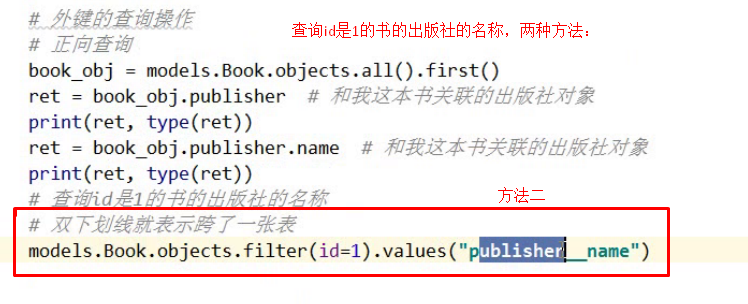 # 外键的查询操作
查询id是1的书的出版社的名称，两种方法：
# 正向查询
book_obj = models.Book.objects.all().first()
ret = book_obj.publisher  # 和我这本书关联的出版社对象
print(ret, type(ret))
ret = book_obj.publisher.name  # 和我这本书关联的出版社对象
print(ret, type(ret))
# 查询id是1的书的出版社的名称
方法二
# 双下划线就表示跨了一张表
models.Book.objects.filter(id=1).values("publisher__name")